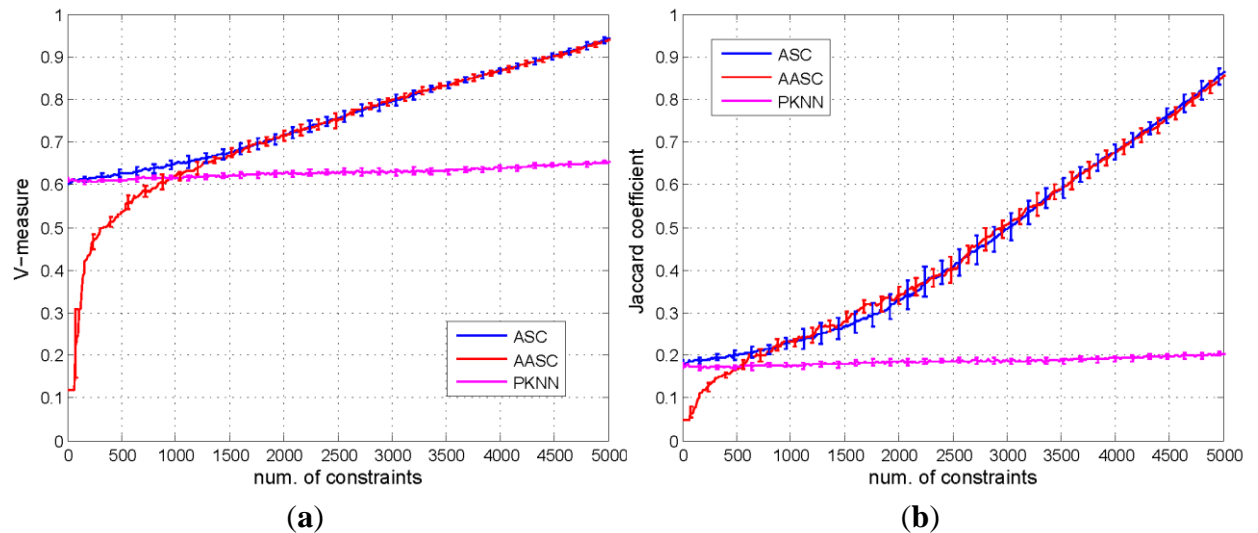 1
0.9
0.8
0.7
0.6
0.5
0.4
0.3
0.2
0.1
0
V-measure
ASC
AASC
PKNN
0 500 1000 1500 2000 2500 3000 3500 4000 4500 5000
num. of constraints
(a)
1
0.9
0.8
0.7
0.6
0.5
0.4
0.3
0.2
0.1
0
Jaccard coefficient
ASC
AASC
PKNN
0 500 1000 1500 2000 2500 3000 3500 4000 4500 5000
num. of constraints
(b)